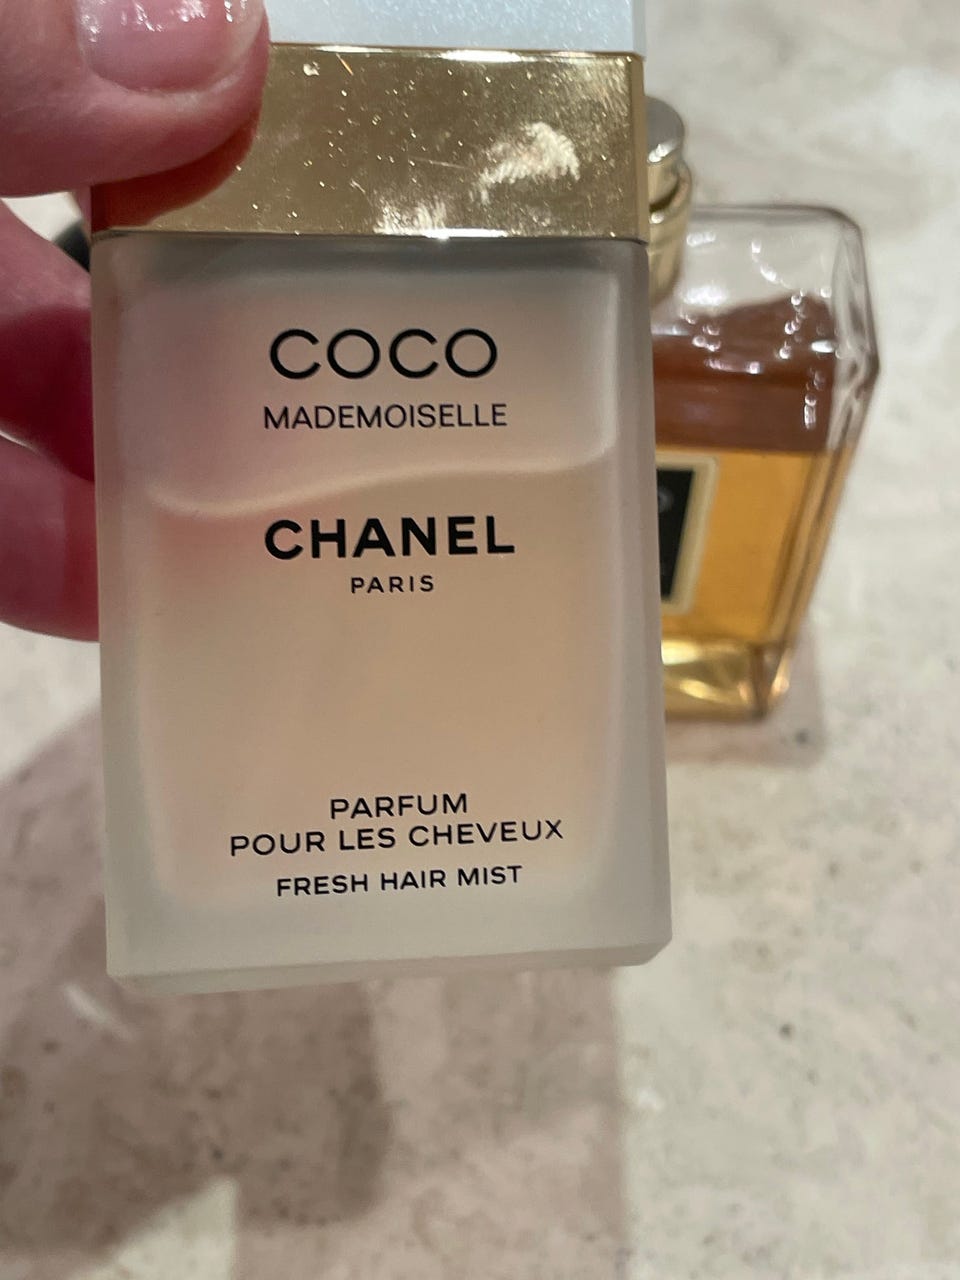 COCO
MADEMOISELLE
CHANEL
PARIS
PARFUM
POUR LES CHEVEUX
FRESH HAIR MIST